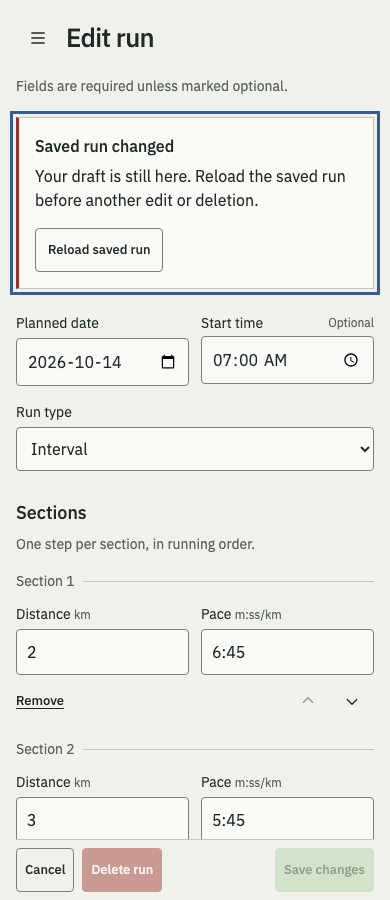 Edit run
Fields are required unless marked optional.
Saved run changed
Your draft is still here. Reload the saved run
before another edit or deletion.
Reload saved run
Planned date
Start time Optional
2026-10-14
07:00 AM
Run type
Interval
Sections
One step per section, in running order.
Section 1
Distance km
Pace m:ss/km
2
6:45
Remove
Section 2
Distance km
Pace m:ss/km
3
5:45
Cancel
Delete run
Save changes